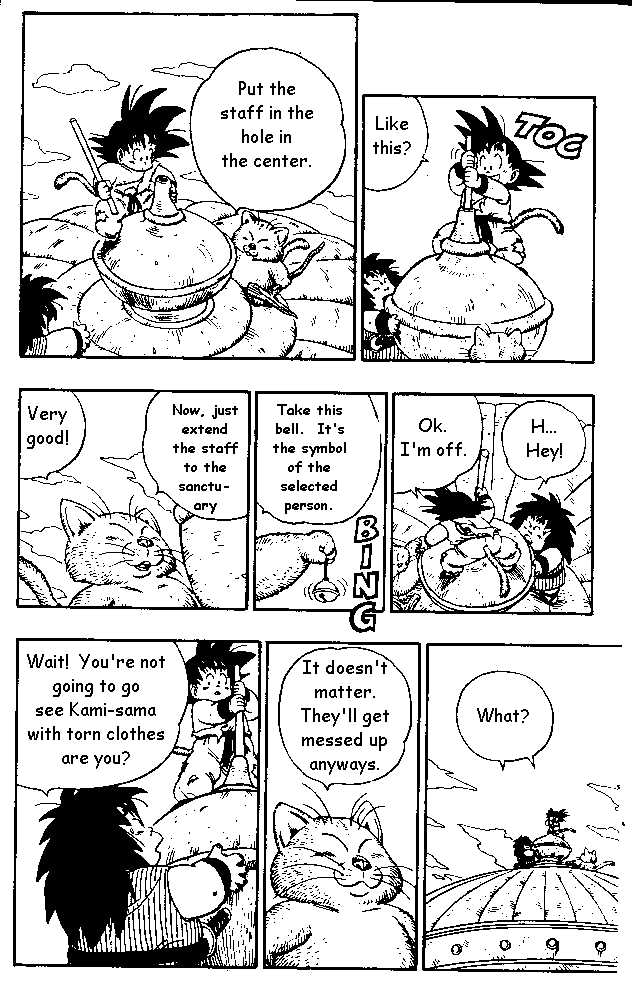 Put the
staff in the
hole in
the center.
Like
this?
TOC
Very
good!
Now, just
extend
the staff
to the
sanctu-
ary
Take this
bell. It's
the symbol
of the
selected
person.
BING
Ok.
I'm off.
H...
Hey!
Wait! You're not
going to go
see Kami-sama
with torn clothes
are you?
It doesn't
matter.
They'll get
messed up
anyways.
What?